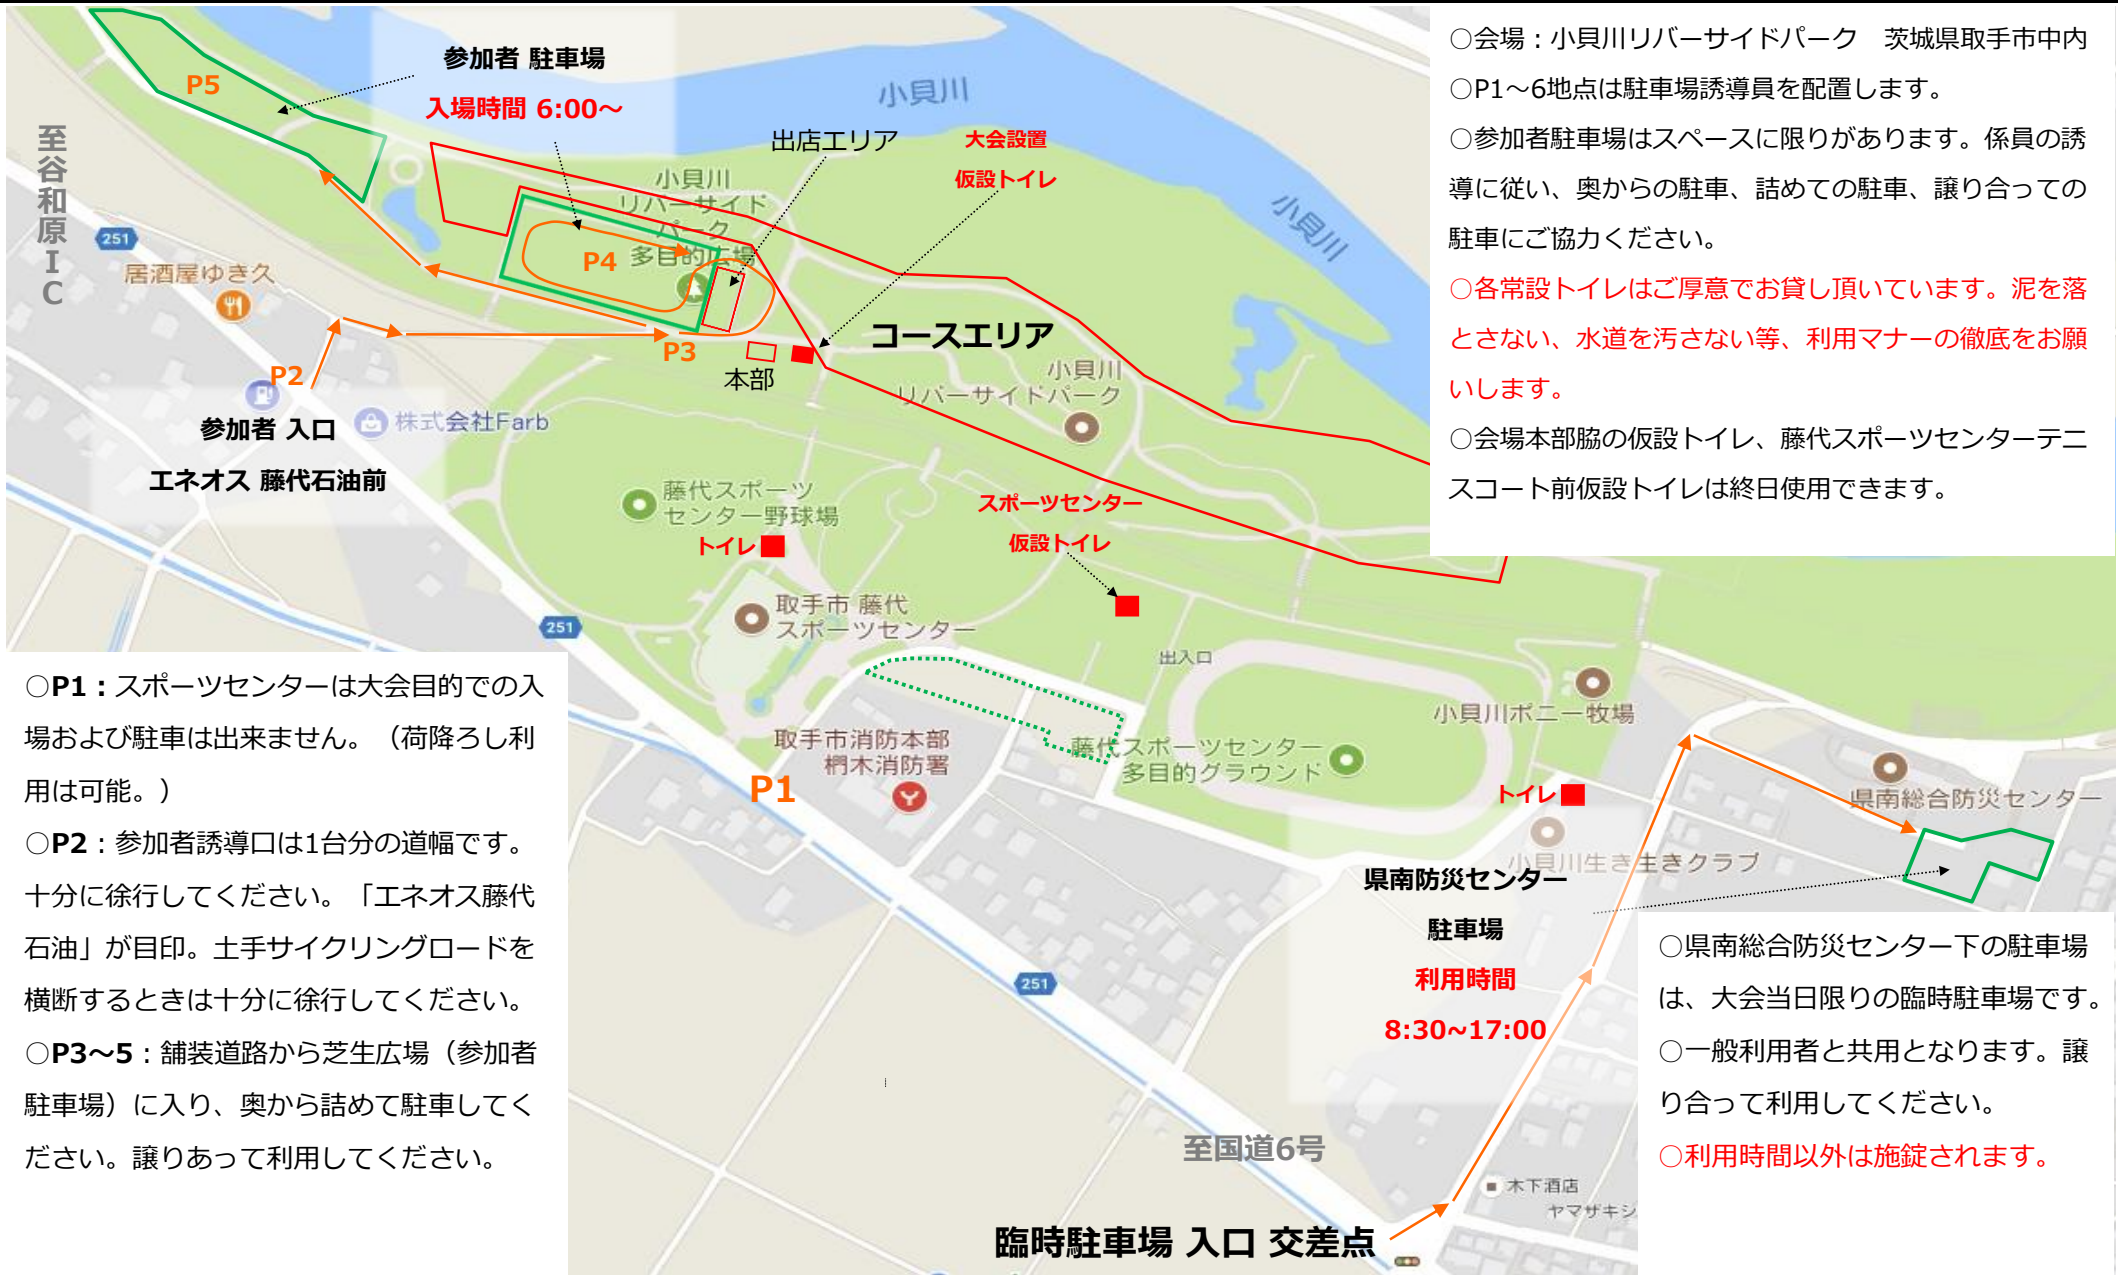 ○会場：小貝川リバーサイドパーク　茨城県取手市中内
○P1～6地点は駐車場誘導員を配置します。
○参加者駐車場はスペースに限りがあります。係員の誘
導に従い、奥からの駐車、詰めての駐車、譲り合っての
駐車にご協力ください。
○各常設トイレはご厚意でお貸し頂いています。泥を落
とさない、水道を汚さない等、利用マナーの徹底をお願
いします。
○会場本部脇の仮設トイレ、藤代スポーツセンターテニ
スコート前仮設トイレは終日使用できます。
参加者 駐車場
入場時間 6:00～
P5
小貝川
出店エリア
大会設置
仮設トイレ
至谷和原IC
小貝川
リバーサイド
パーク
多目的広場
小貝川
251
居酒屋ゆき久
P4
P3
P2
本部
コースエリア
小貝川
リバーサイドパーク
参加者 入口
エネオス 藤代石油前
株式会社Farb
藤代スポーツ
センター野球場
トイレ
スポーツセンター
仮設トイレ
251
取手市 藤代
スポーツセンター
出入口
小貝川ポニー牧場
取手市消防本部
椚木消防署
P1
藤代スポーツセンター
多目的グラウンド
トイレ
県南総合防災センター
小貝川生き生きクラブ
県南防災センター
駐車場
利用時間
8:30~17:00
251
至国道6号
木下酒店
ヤマザキシ
臨時駐車場 入口 交差点
○P1：スポーツセンターは大会目的での入
場および駐車は出来ません。（荷降ろし利
用は可能。）
○P2：参加者誘導口は1台分の道幅です。
十分に徐行してください。「エネオス藤代
石油」が目印。土手サイクリングロードを
横断するときは十分に徐行してください。
○P3～5：舗装道路から芝生広場（参加者
駐車場）に入り、奥から詰めて駐車してく
ださい。譲りあって利用してください。
○県南総合防災センター下の駐車場
は、大会当日限りの臨時駐車場です。
○一般利用者と共用となります。譲
り合って利用してください。
○利用時間以外は施錠されます。